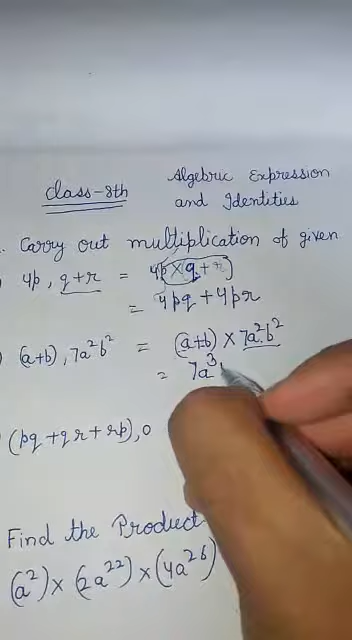 Class-8th
Algebric Expression
and Identities
Carry out multiplication of given
4p, q+r = 4p × q + r)
= 4pq + 4pr
(a+b), 7a²b² = (a+b) × 7a²b²
= 7a³
(pq + qr + rp), 0
Find the Product
(a²) × (2a²²) × (4a²⁶)